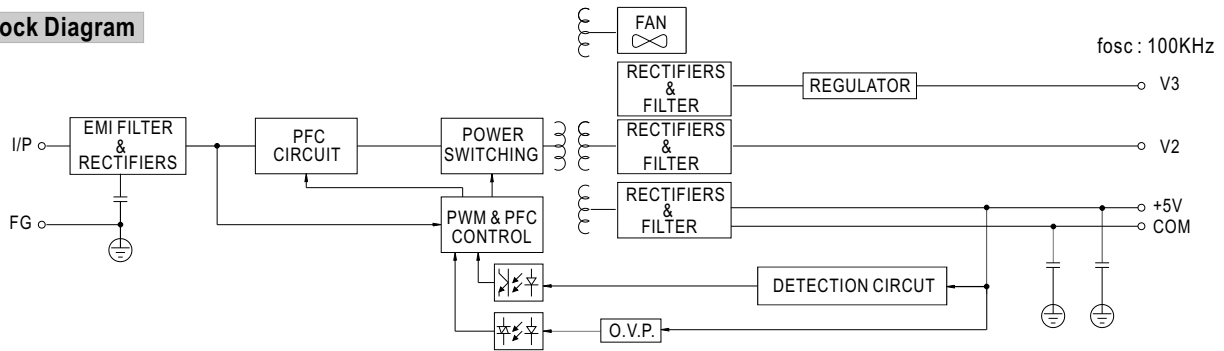 Block Diagram
fosc : 100KHz
FAN
RECTIFIERS
&
FILTER
REGULATOR
V3
I/P
EMI FILTER
&
RECTIFIERS
PFC
CIRCUIT
POWER
SWITCHING
RECTIFIERS
&
FILTER
V2
FG
PWM & PFC
CONTROL
RECTIFIERS
&
FILTER
+5V
COM
DETECTION CIRCUT
O.V.P.